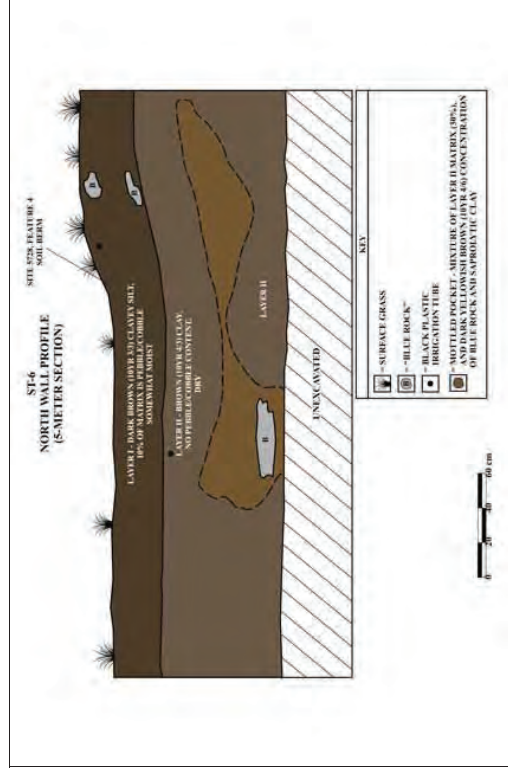 ST-6
NORTH WALL PROFILE
(5-METER SECTION)
SITE 5728, FEATURE 4
SOIL BERM
B
B
LAYER I - DARK BROWN (10YR 3/3) CLAYEY SILT,
10% OF MATRIX IS PEBBLE/COBBLE
SOMEWHAT MOIST
LAYER II - BROWN (10YR 4/3) CLAY,
NO PEBBLE/COBBLE CONTENT,
DRY
LAYER II
B
UNEXCAVATED
KEY
= SURFACE GRASS
B = "BLUE ROCK"
= BLACK PLASTIC
IRRIGATION TUBE
= MOTTLED POCKET - MIXTURE OF LAYER II MATRIX (30%),
AND DARK YELLOWISH BROWN (10YR 4/6) CONCENTRATION
OF BLUE ROCK AND SAPROLYTIC CLAY
0 20 40 60 cm